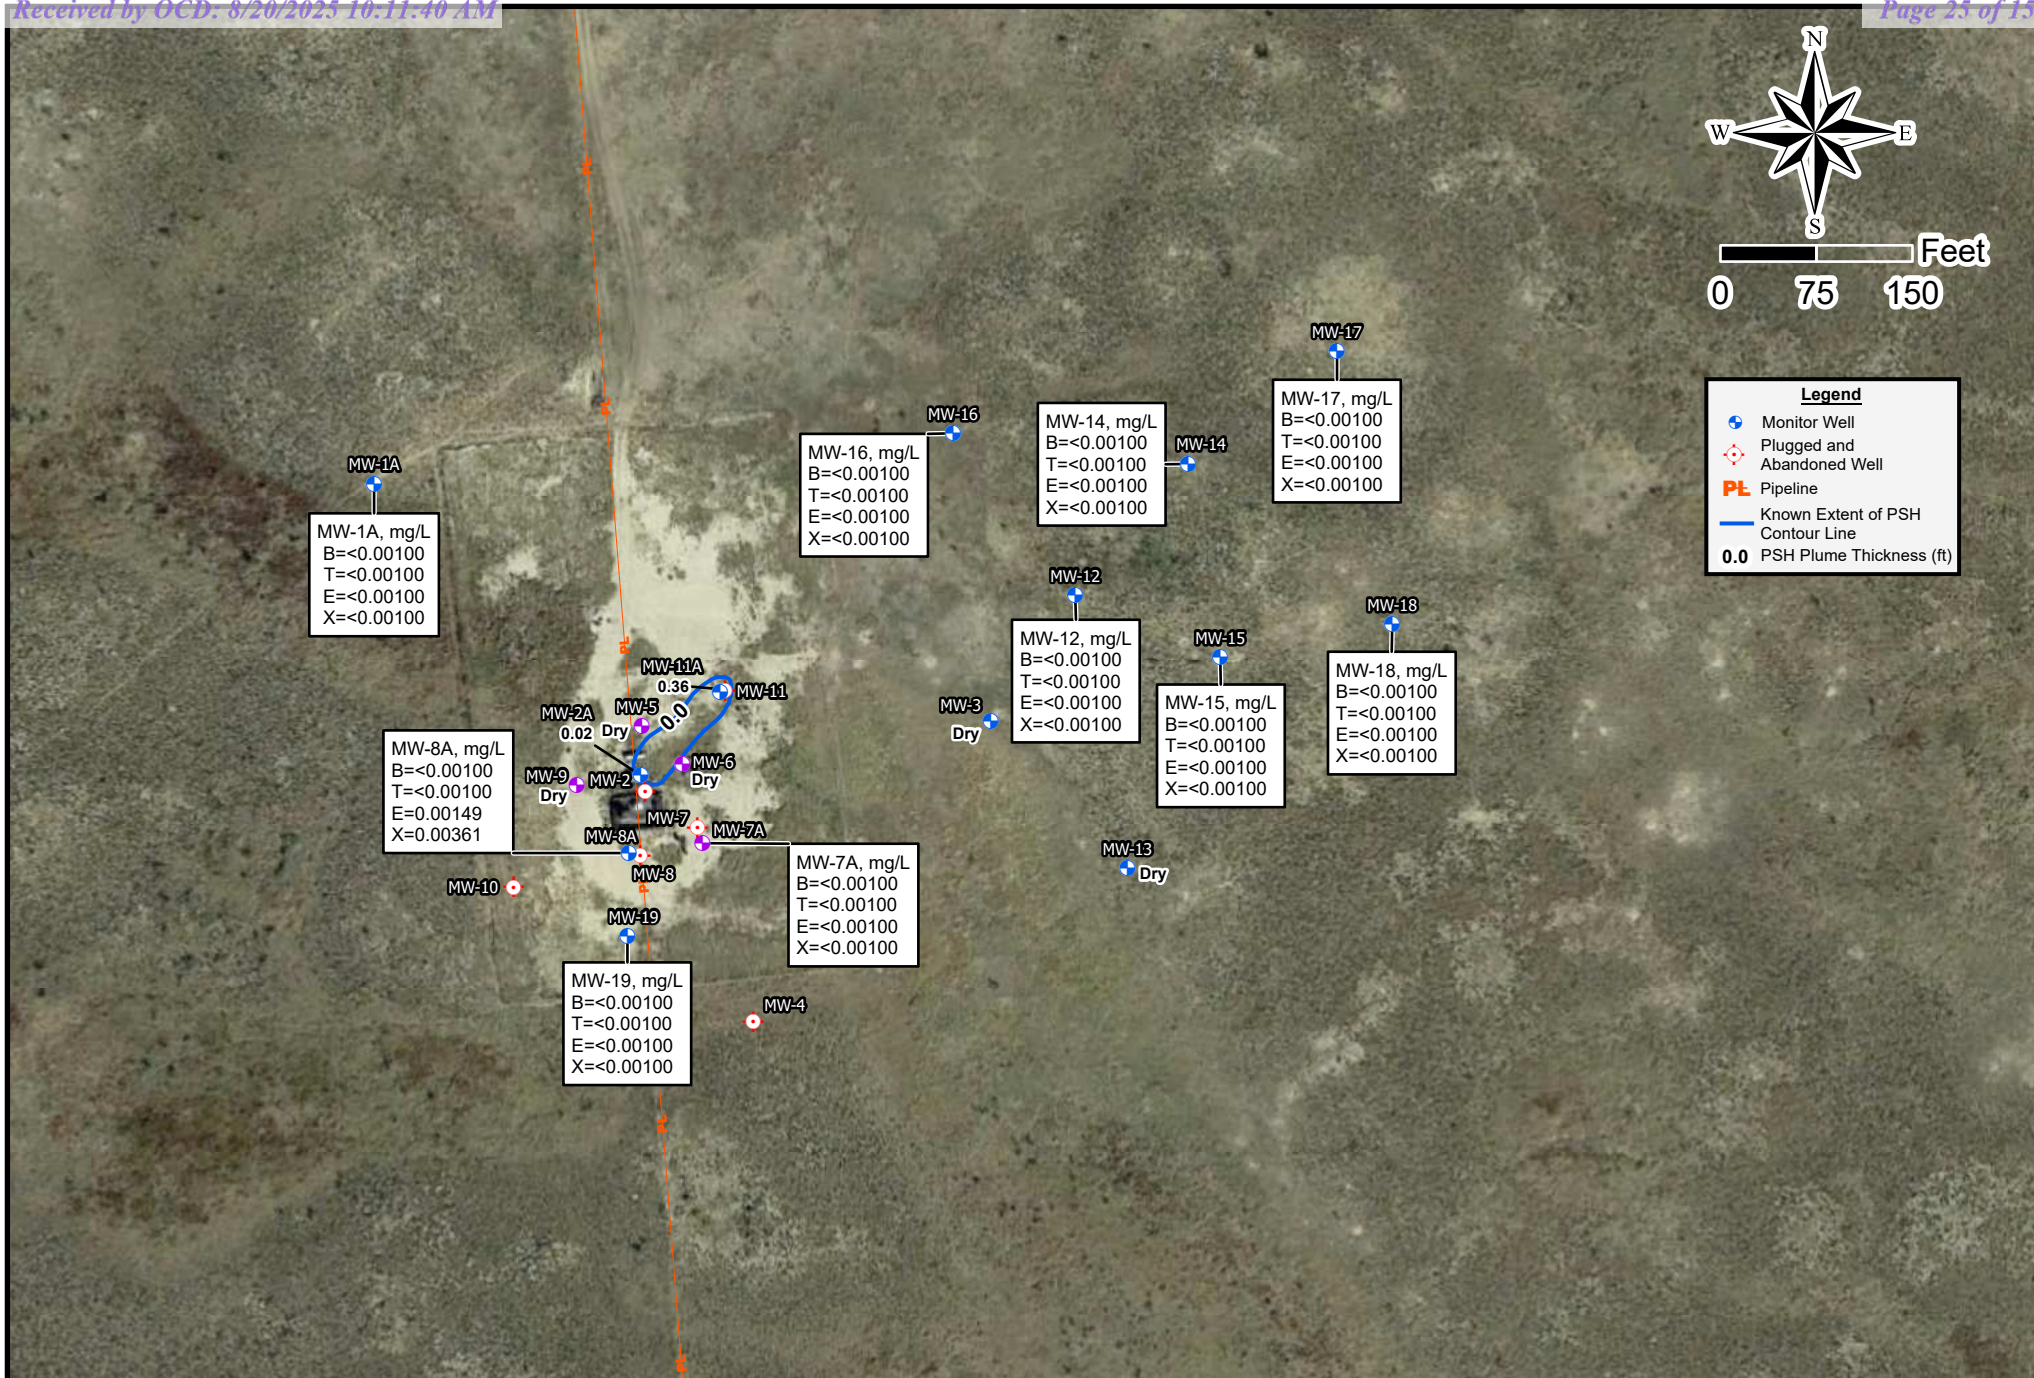 Received by OCD: 8/20/2025 10:11:40 AM
Page 25 of 15
N
W
E
S
Feet
0 75 150
Legend
Monitor Well
Plugged and
Abandoned Well
PL Pipeline
Known Extent of PSH
Contour Line
0.0 PSH Plume Thickness (ft)
PL
PL
PL
PL
PL
PL
MW-17
MW-17, mg/L
B=<0.00100
T=<0.00100
E=<0.00100
X=<0.00100
MW-16
MW-16, mg/L
B=<0.00100
T=<0.00100
E=<0.00100
X=<0.00100
MW-14, mg/L
B=<0.00100
T=<0.00100
E=<0.00100
X=<0.00100
MW-14
MW-1A
MW-1A, mg/L
B=<0.00100
T=<0.00100
E=<0.00100
X=<0.00100
MW-12
MW-12, mg/L
B=<0.00100
T=<0.00100
E=<0.00100
X=<0.00100
MW-15
MW-15, mg/L
B=<0.00100
T=<0.00100
E=<0.00100
X=<0.00100
MW-18
MW-18, mg/L
B=<0.00100
T=<0.00100
E=<0.00100
X=<0.00100
MW-11A
0.36
MW-11
MW-3
Dry
MW-2A
0.02
MW-5
Dry
0.0
MW-8A, mg/L
B=<0.00100
T=<0.00100
E=0.00149
X=0.00361
MW-9
Dry
MW-2
MW-6
Dry
MW-7
MW-7A
MW-8A
MW-8
MW-7A, mg/L
B=<0.00100
T=<0.00100
E=<0.00100
X=<0.00100
MW-13
Dry
MW-10
MW-19
MW-19, mg/L
B=<0.00100
T=<0.00100
E=<0.00100
X=<0.00100
MW-4